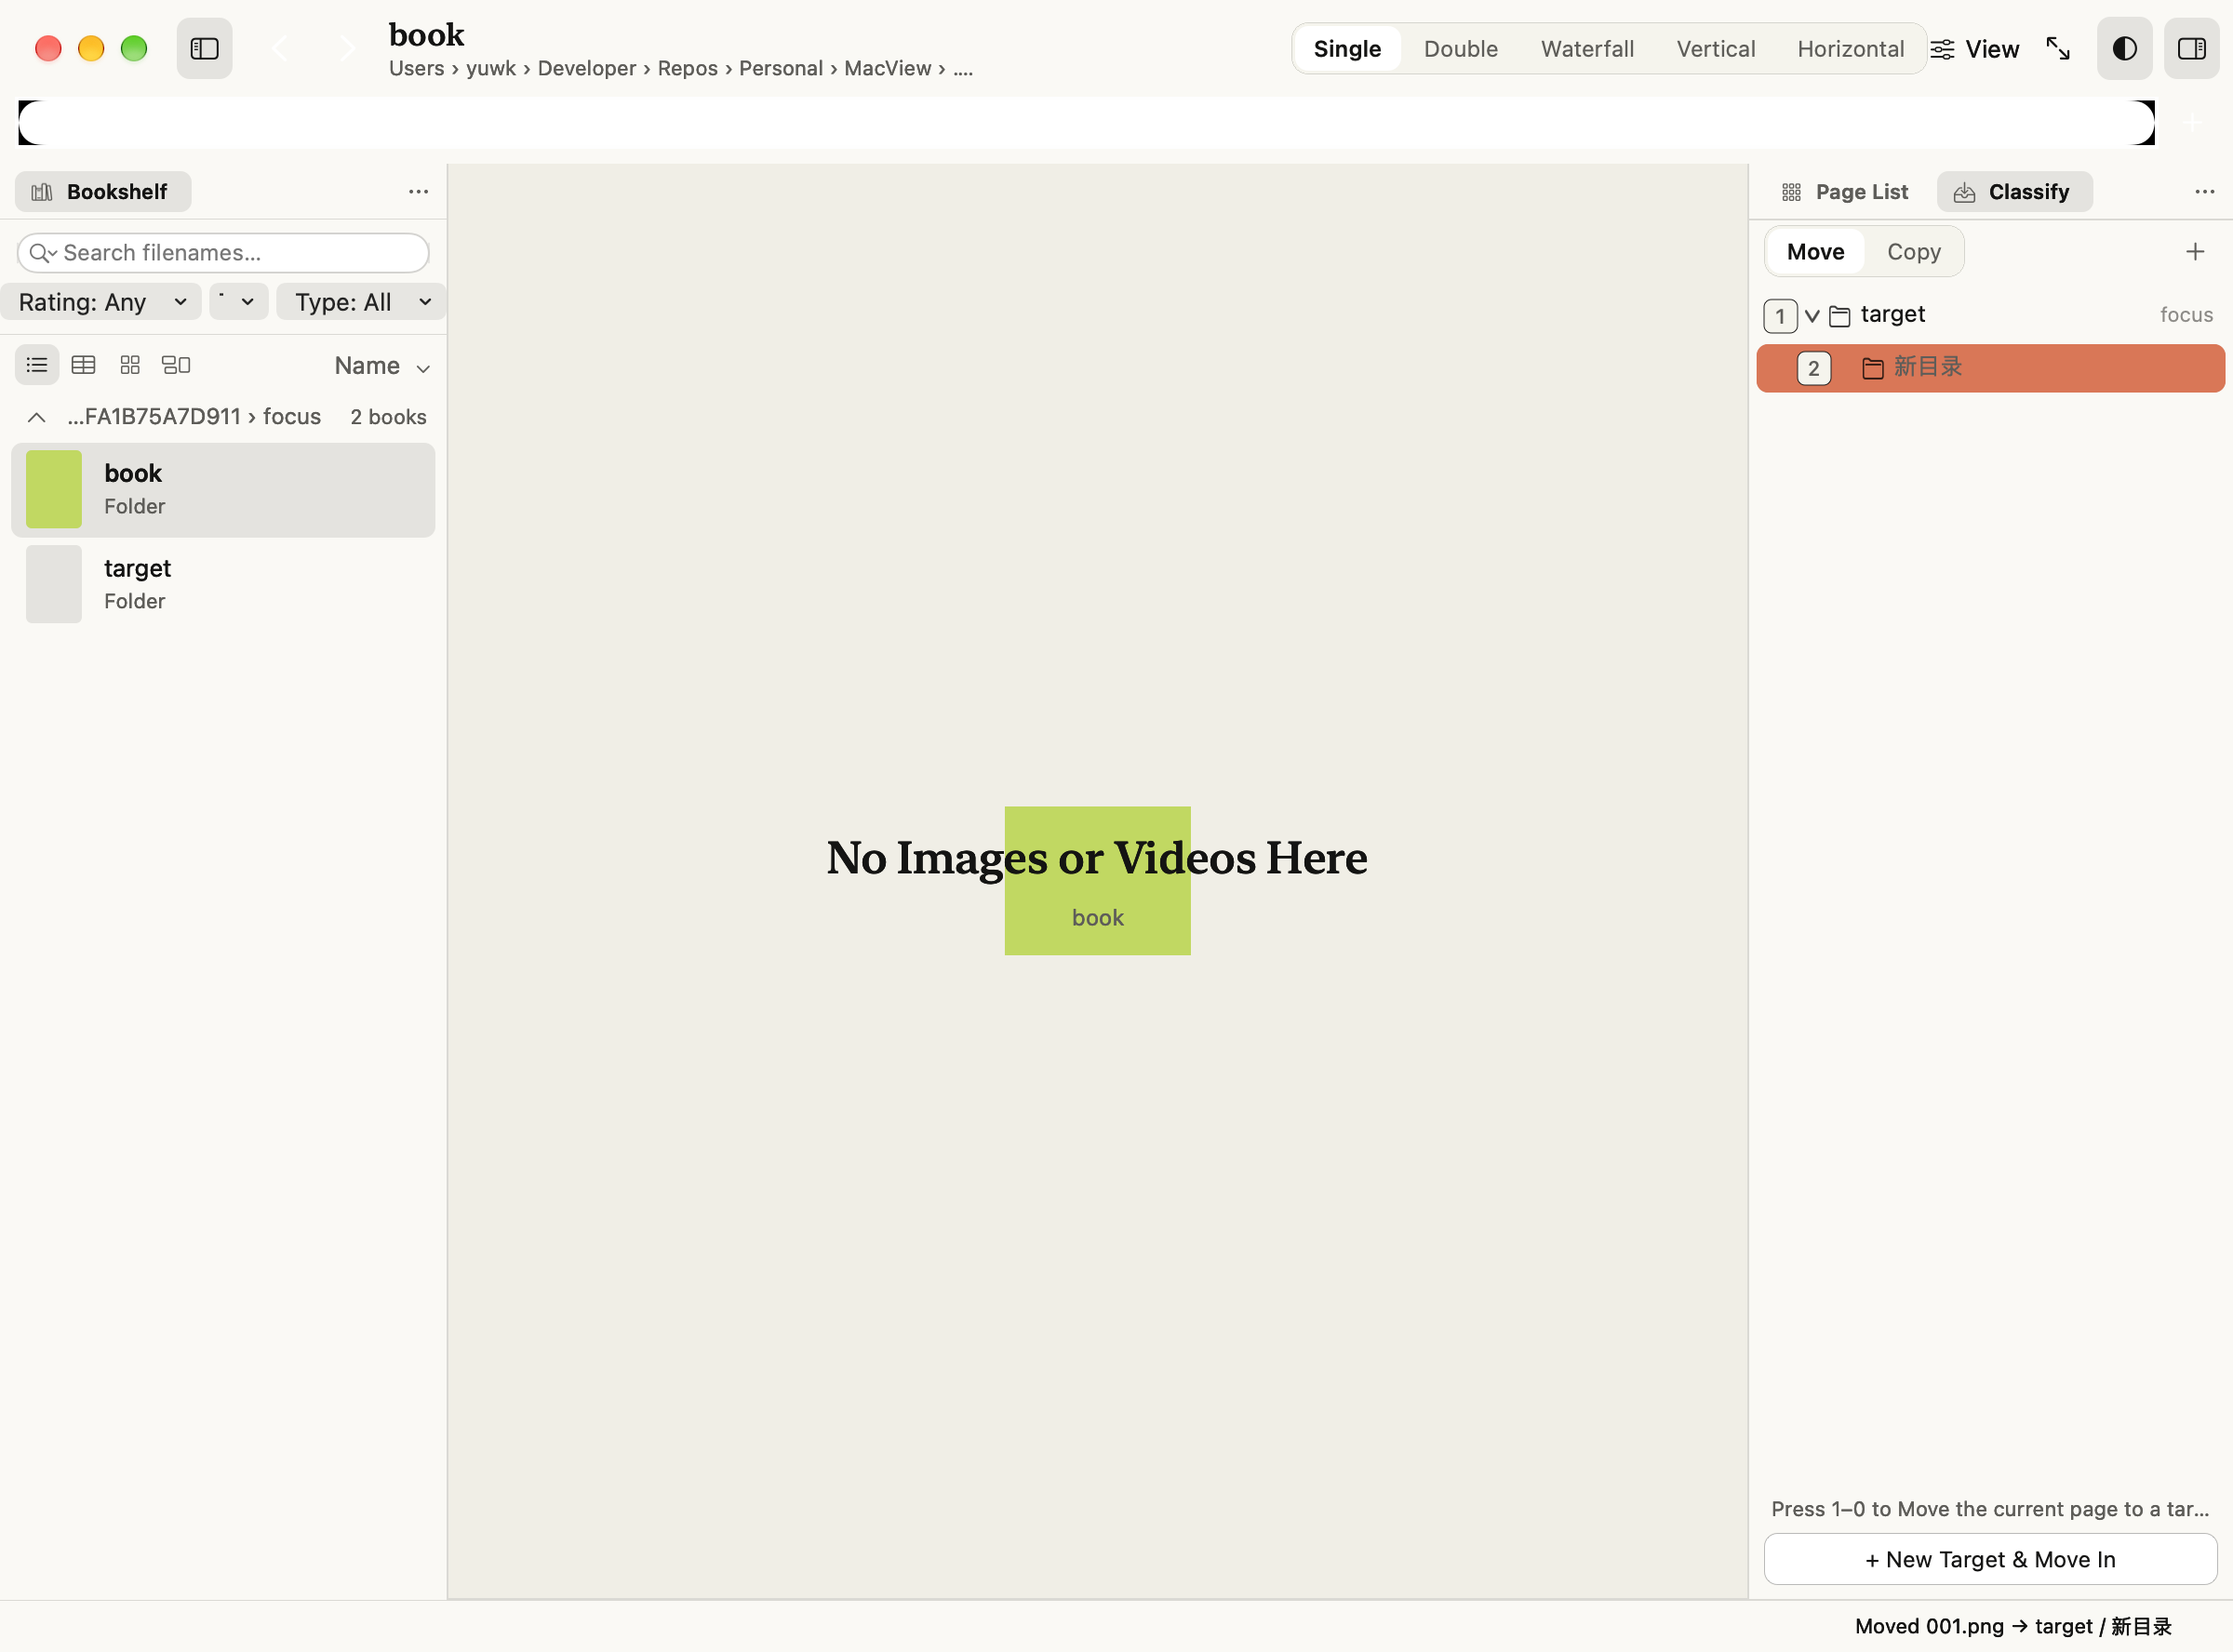 book
Users › yuwk › Developer › Repos › Personal › MacView › ....
Single Double Waterfall Vertical Horizontal View
Bookshelf
Search filenames...
Rating: Any
Type: All
Name
...FA1B75A7D911 › focus 2 books
book
Folder
target
Folder
No Images or Videos Here
book
Page List Classify
Move Copy
1 target focus
2 新目录
Press 1–0 to Move the current page to a tar...
+ New Target & Move In
Moved 001.png → target / 新目录